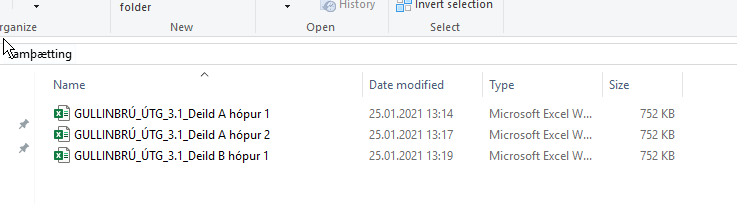 folder
History
Invert selection
rganize
New
Open
Select
amþætting
Name
Date modified
Type
Size
GULLINBRÚ_ÚTG_3.1_Deild A hópur 1
25.01.2021 13:14
Microsoft Excel W...
752 KB
GULLINBRÚ_ÚTG_3.1_Deild A hópur 2
25.01.2021 13:17
Microsoft Excel W...
752 KB
GULLINBRÚ_ÚTG_3.1_Deild B hópur 1
25.01.2021 13:19
Microsoft Excel W...
752 KB